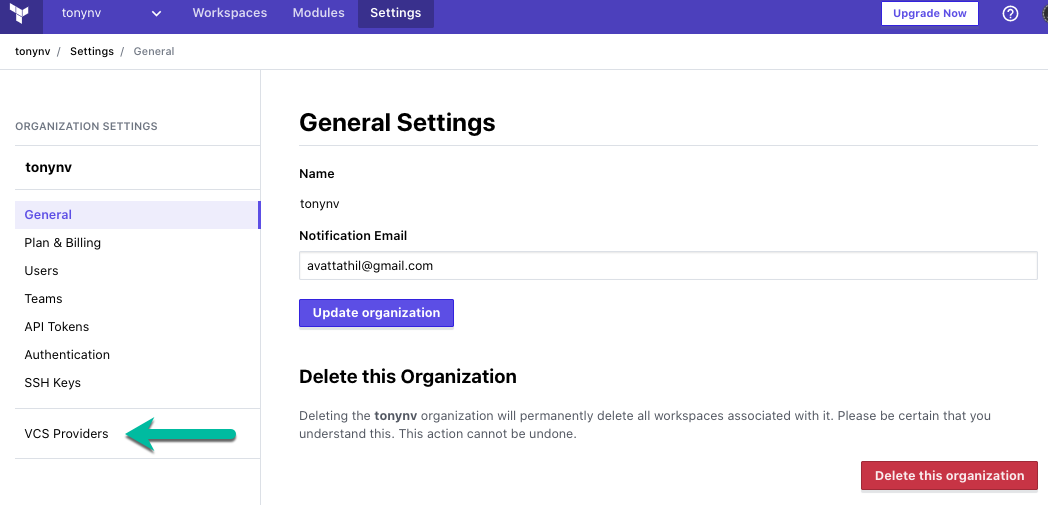 tonynv Workspaces Modules Settings Upgrade Now ?
tonynv / Settings / General
ORGANIZATION SETTINGS
tonynv
General
Plan & Billing
Users
Teams
API Tokens
Authentication
SSH Keys
VCS Providers
General Settings
Name
tonynv
Notification Email
avattathil@gmail.com
Update organization
Delete this Organization
Deleting the tonynv organization will permanently delete all workspaces associated with it. Please be certain that you
understand this. This action cannot be undone.
Delete this organization